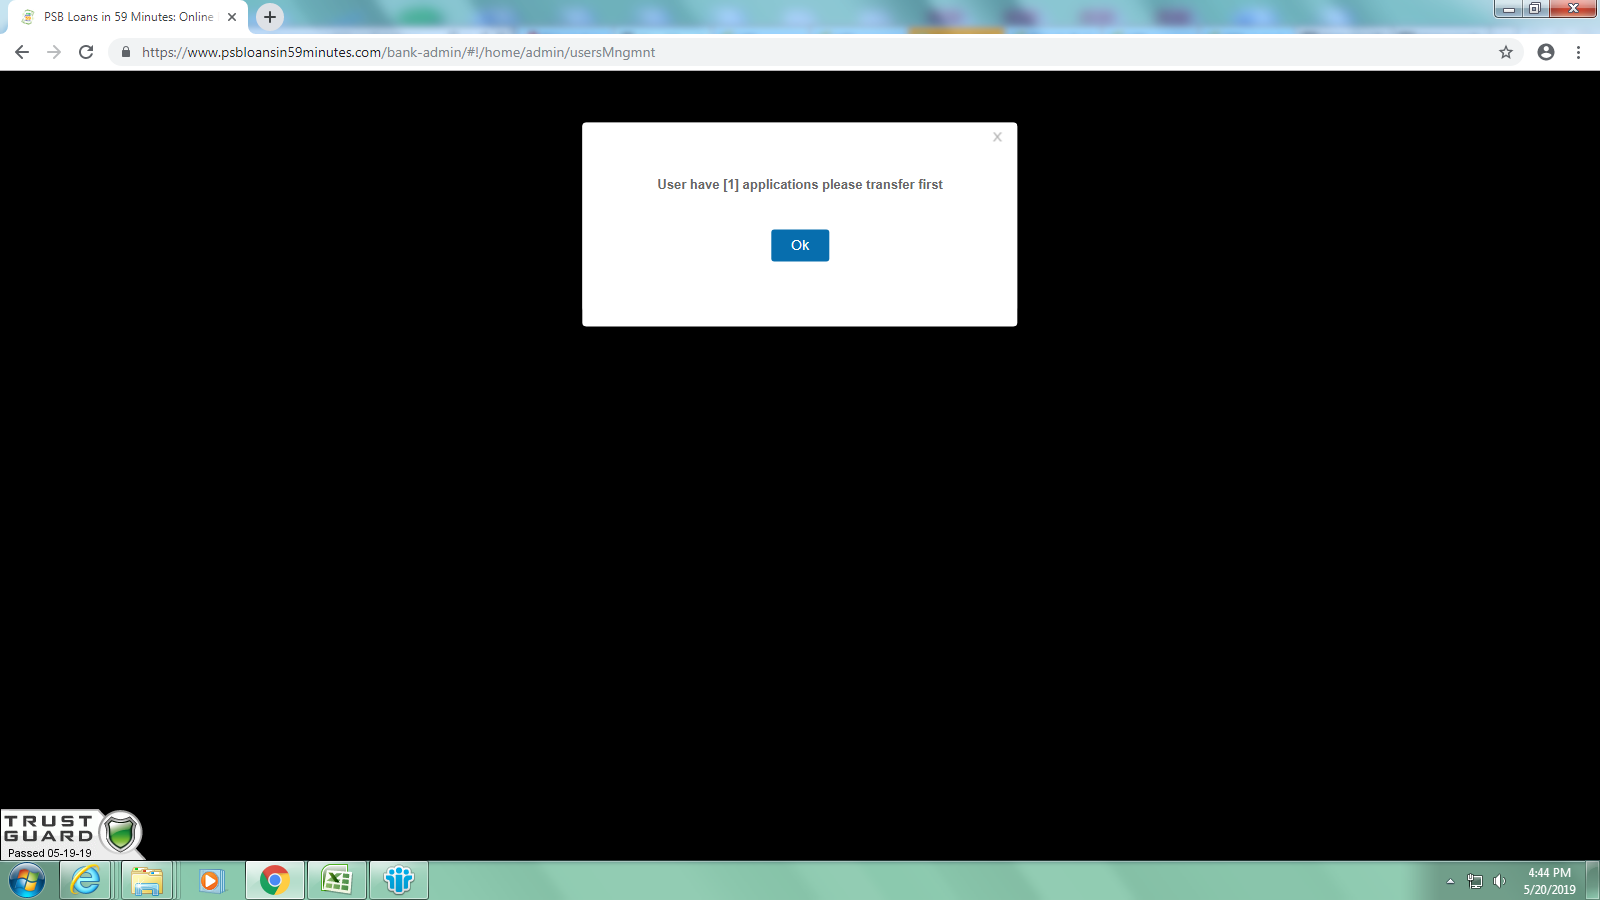 PSB Loans in 59 Minutes: Online
https://www.psbloansin59minutes.com/bank-admin/#!/home/admin/usersMngmnt
x
User have [1] applications please transfer first
Ok
TRUST
GUARD
Passed 05-19-19
4:44 PM
5/20/2019